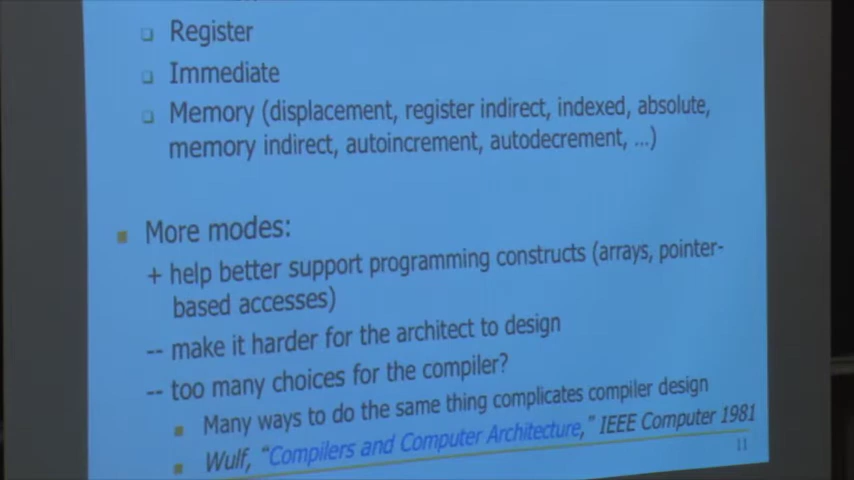 Register
Immediate
Memory (displacement, register indirect, indexed, absolute,
memory indirect, autoincrement, autodecrement, ...)
More modes:
+ help better support programming constructs (arrays, pointer-
based accesses)
-- make it harder for the architect to design
-- too many choices for the compiler?
Many ways to do the same thing complicates compiler design
Wulf, "Compilers and Computer Architecture," IEEE Computer 1981
11